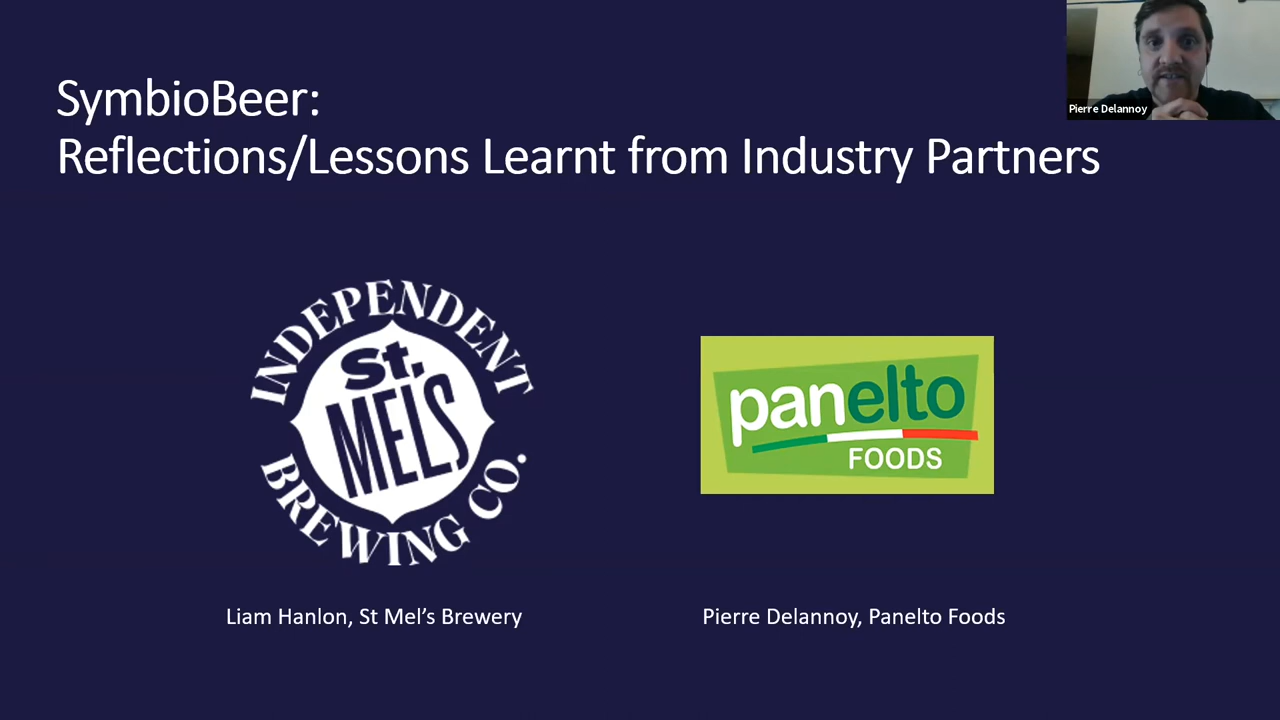 SymbioBeer:
Reflections/Lessons Learnt from Industry Partners
Pierre Delannoy
INDEPENDENT
St.
MEL'S
BREWING CO.
panelto
FOODS
Liam Hanlon, St Mel’s Brewery
Pierre Delannoy, Panelto Foods